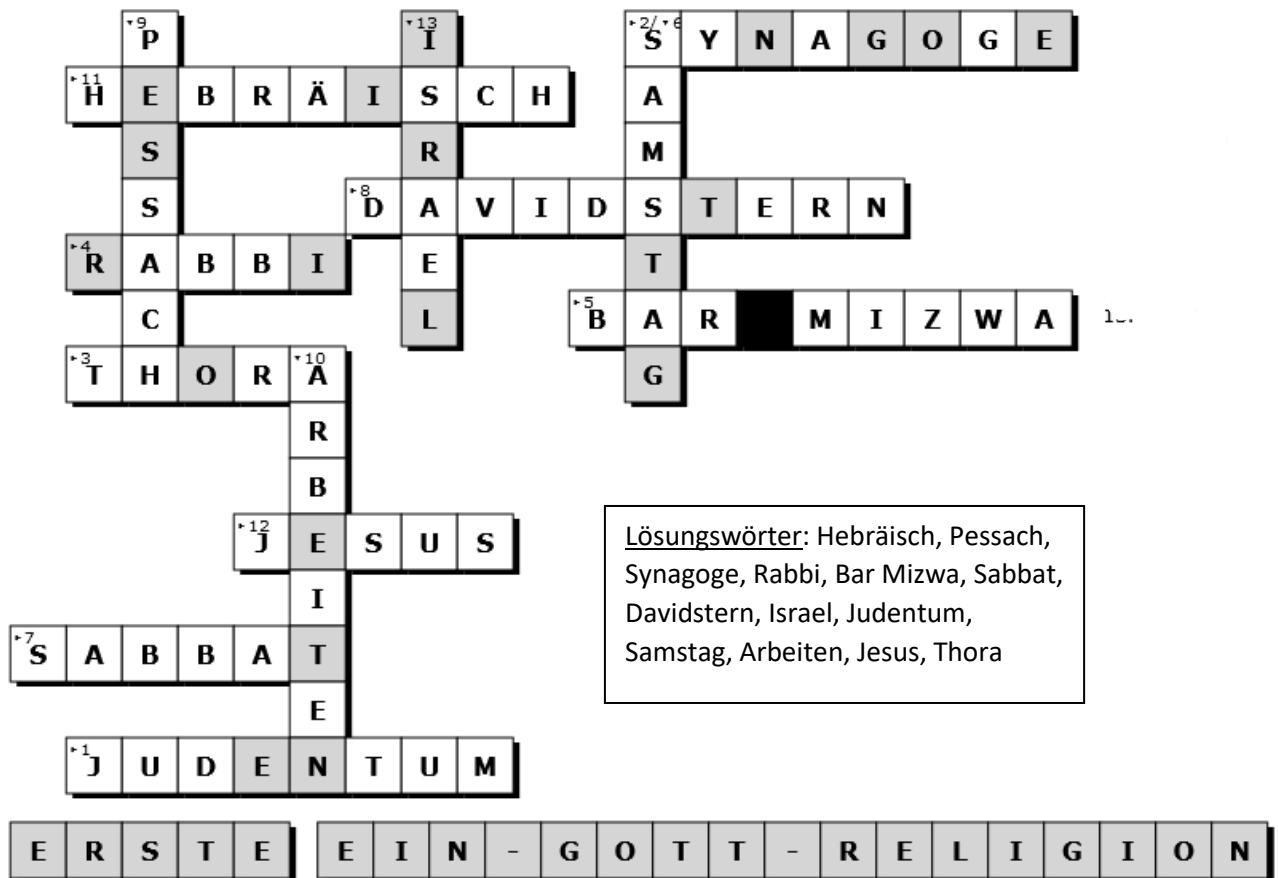 9 P 13 I 2/ 6 S Y N A G O G E
11 H E B R Ä I S C H A
S R M
S 8 D A V I D S T E R N
4 R A B B I E T
C L 5 B A R M I Z W A
3 T H O R 10 A G
R
B
12 J E S U S
I
7 S A B B A T
E
1 J U D E N T U M
Lösungswörter: Hebräisch, Pessach,
Synagoge, Rabbi, Bar Mizwa, Sabbat,
Davidstern, Israel, Judentum,
Samstag, Arbeiten, Jesus, Thora
E R S T E E I N - G O T T - R E L I G I O N